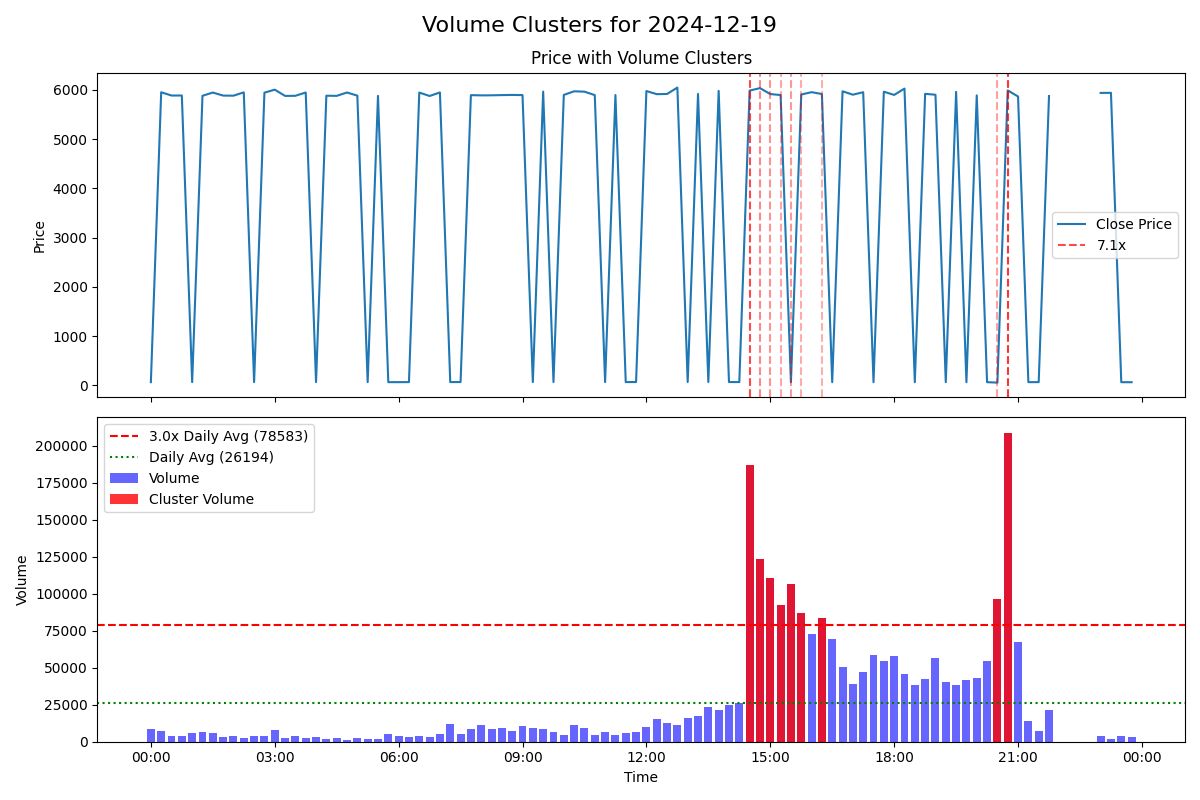 Volume Clusters for 2024-12-19
Price with Volume Clusters
6000
5000
4000
3000
2000
1000
0
Price
Close Price
7.1x
200000
175000
150000
125000
100000
75000
50000
25000
0
Volume
3.0x Daily Avg (78583)
Daily Avg (26194)
Volume
Cluster Volume
00:00 03:00 06:00 09:00 12:00 15:00 18:00 21:00 00:00
Time